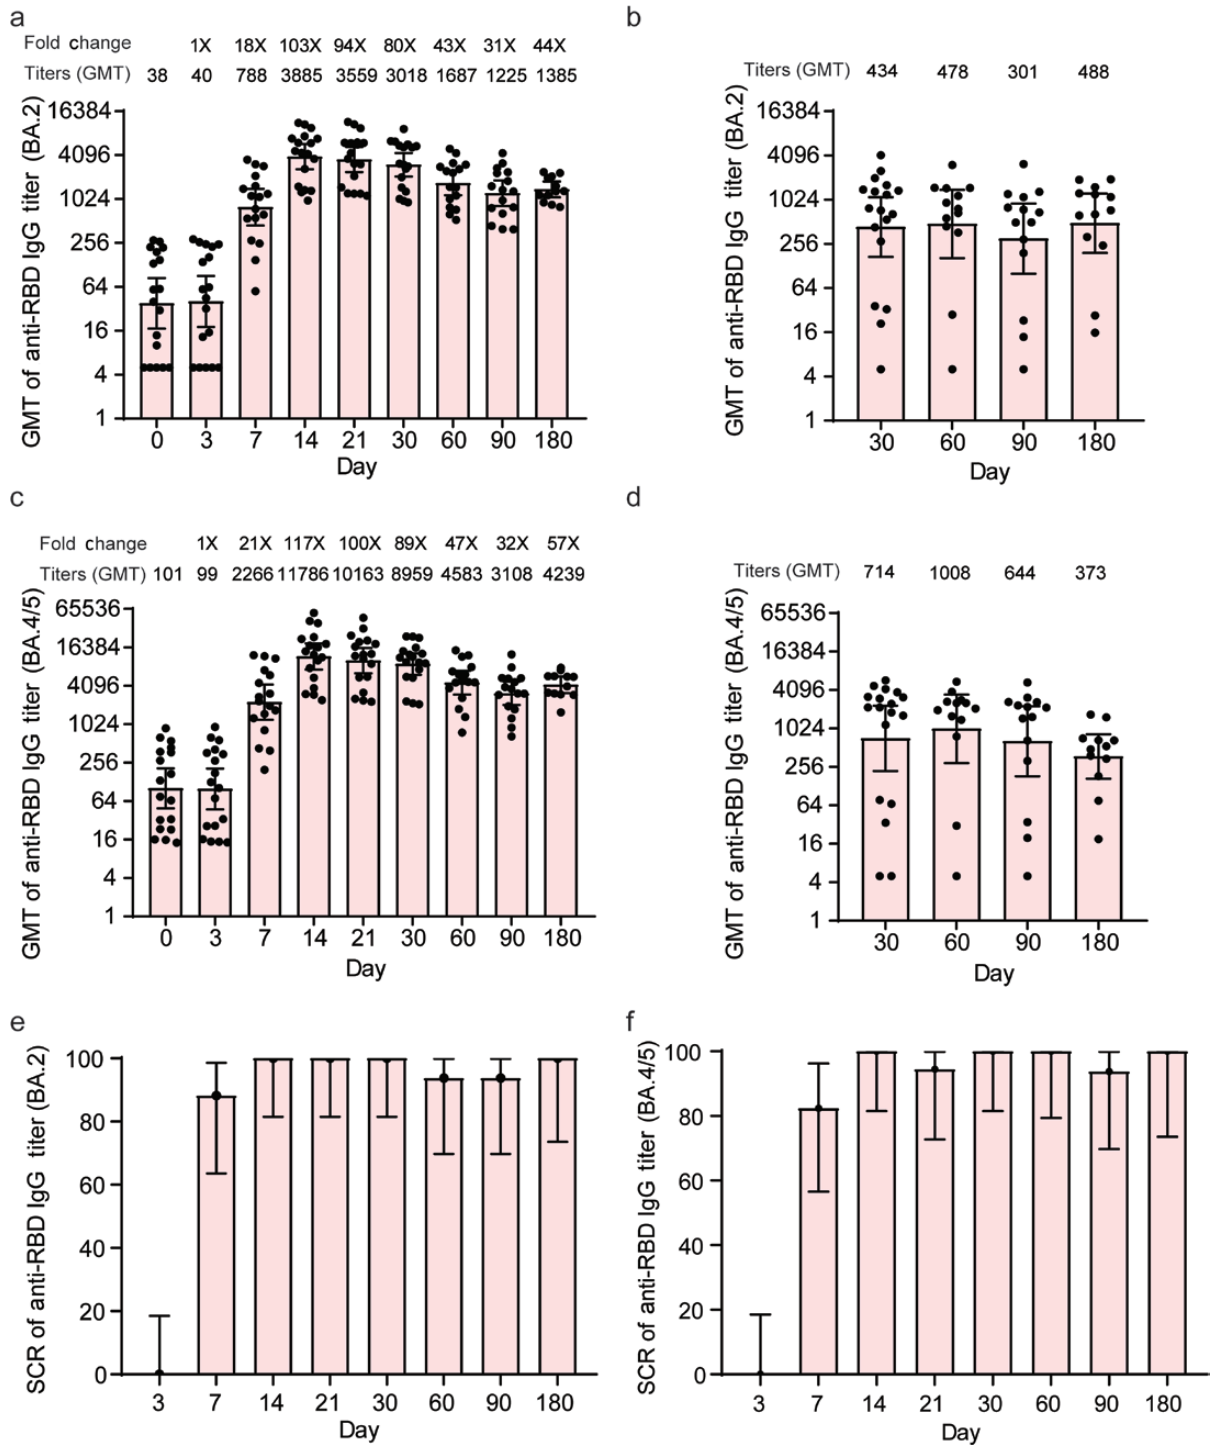 a
Fold change 1X 18X 103X 94X 80X 43X 31X 44X
Titers (GMT) 38 40 788 3885 3559 3018 1687 1225 1385
GMT of anti-RBD IgG titer (BA.2)
16384
4096
1024
256
64
16
4
1
0 3 7 14 21 30 60 90 180
Day
b
Titers (GMT) 434 478 301 488
GMT of anti-RBD IgG titer (BA.2)
16384
4096
1024
256
64
16
4
1
30 60 90 180
Day
c
Fold change 1X 21X 117X 100X 89X 47X 32X 57X
Titers (GMT) 101 99 2266 11786 10163 8959 4583 3108 4239
GMT of anti-RBD IgG titer (BA.4/5)
65536
16384
4096
1024
256
64
16
4
1
0 3 7 14 21 30 60 90 180
Day
d
Titers (GMT) 714 1008 644 373
GMT of anti-RBD IgG titer (BA.4/5)
65536
16384
4096
1024
256
64
16
4
1
30 60 90 180
Day
e
SCR of anti-RBD IgG titer (BA.2)
100
80
60
40
20
0
3 7 14 21 30 60 90 180
Day
f
SCR of anti-RBD IgG titer (BA.4/5)
100
80
60
40
20
0
3 7 14 21 30 60 90 180
Day